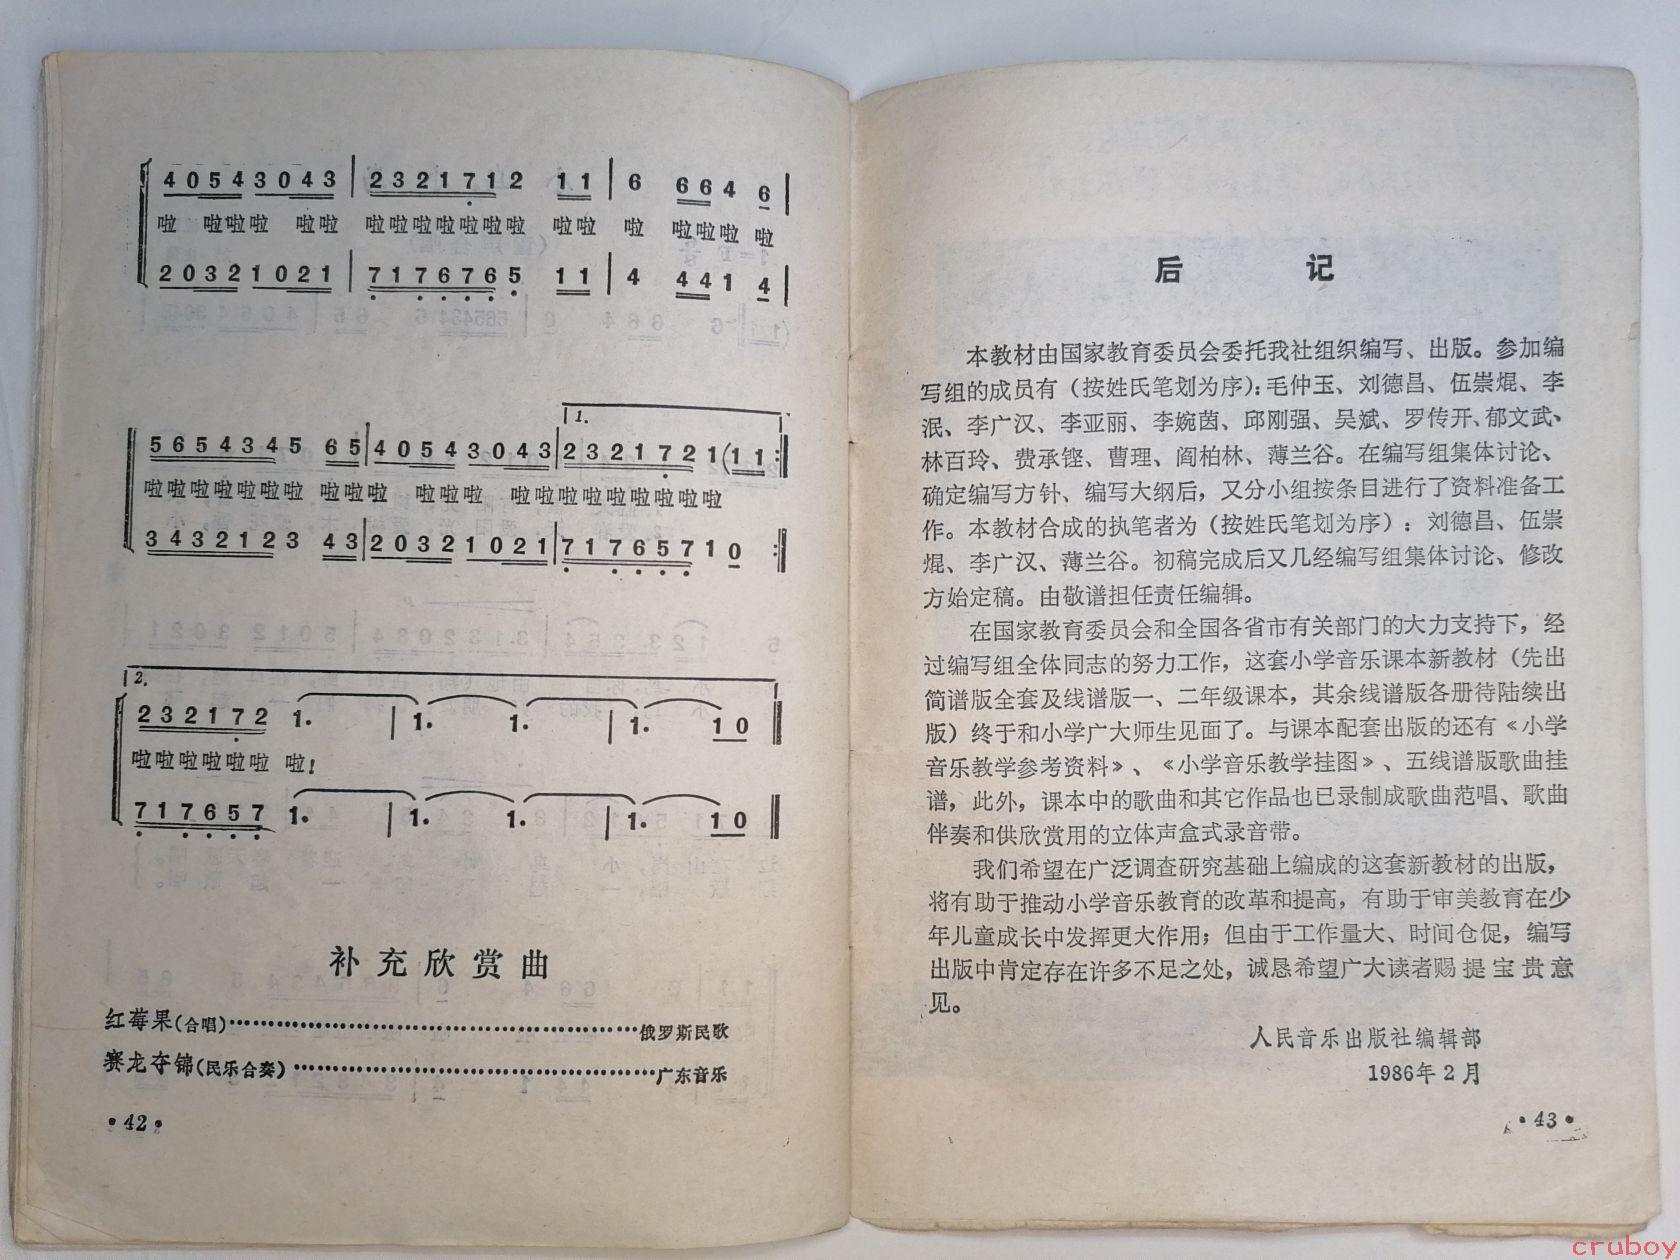 4054 3043 | 2321712 11 | 6 664 6 |
啦 啦啦啦 啦啦 啦啦啦啦啦啦啦 啦啦 啦 啦啦啦 啦
2032 1021 | 7176765 11 | 4 441 4 |
1.
5654345 65 | 4054 3043 | 2321721 (11 :|
啦啦啦啦啦啦啦 啦啦啦 啦啦啦 啦啦啦啦啦啦啦啦啦
3432123 43 | 2032 1021 | 7176571 0 :|
2.
232172 1. | 1. 1. | 1. 10
啦啦啦啦啦啦 啦!
717657 1. | 1. 1. | 1. 10
补充欣赏曲
红莓果(合唱)……………………………………俄罗斯民歌
赛龙夺锦(民乐合奏)………………………………广东音乐
·42·
后 记
本教材由国家教育委员会委托我社组织编写、出版。参加编
写组的成员有（按姓氏笔划为序）：毛仲玉、刘德昌、伍崇焜、李
泯、李广汉、李亚丽、李婉茵、邱刚强、吴斌、罗传开、郁文武、
林百玲、费承铿、曹理、阎柏林、薄兰谷。在编写组集体讨论、
确定编写方针、编写大纲后，又分小组按条目进行了资料准备工
作。本教材合成的执笔者为（按姓氏笔划为序）：刘德昌、伍崇
焜、李广汉、薄兰谷。初稿完成后又几经编写组集体讨论、修改
方始定稿。由敬谱担任责任编辑。
在国家教育委员会和全国各省市有关部门的大力支持下，经
过编写组全体同志的努力工作，这套小学音乐课本新教材（先出
简谱版全套及线谱版一、二年级课本，其余线谱版各册待陆续出
版）终于和小学广大师生见面了。与课本配套出版的还有《小学
音乐教学参考资料》、《小学音乐教学挂图》、五线谱版歌曲挂
谱，此外，课本中的歌曲和其它作品也已录制成歌曲范唱、歌曲
伴奏和供欣赏用的立体声盒式录音带。
我们希望在广泛调查研究基础上编成的这套新教材的出版，
将有助于推动小学音乐教育的改革和提高，有助于审美教育在少
年儿童成长中发挥更大作用；但由于工作量大、时间仓促，编写
出版中肯定存在许多不足之处，诚恳希望广大读者赐提宝贵意
见。
人民音乐出版社编辑部
1986年2月
·43·
cruboy